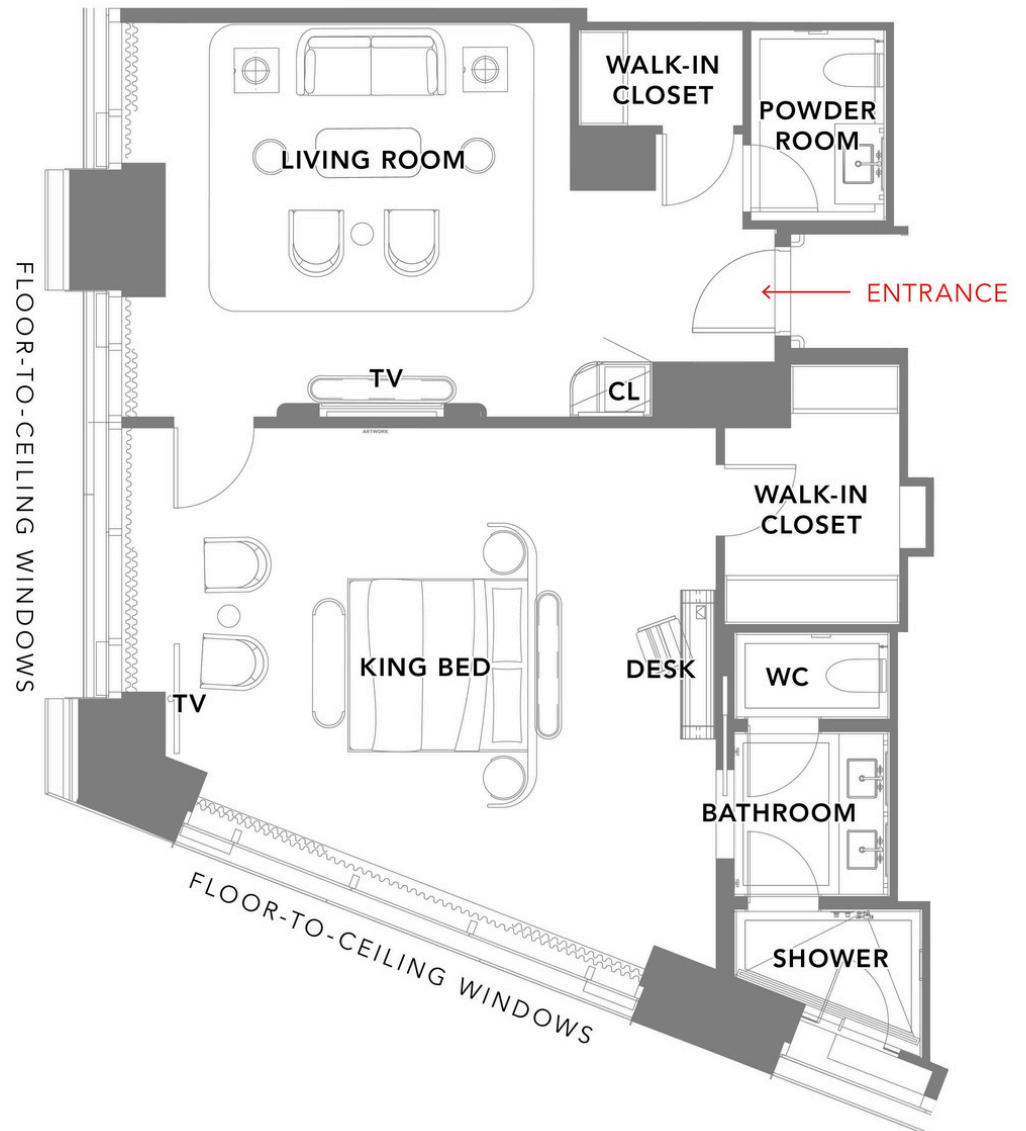 WALK-IN
CLOSET
POWDER
ROOM
LIVING ROOM
ENTRANCE
FLOOR-TO-CEILING WINDOWS
TV
CL
ARTWORK
WALK-IN
CLOSET
KING BED
DESK
WC
TV
BATHROOM
FLOOR-TO-CEILING WINDOWS
SHOWER